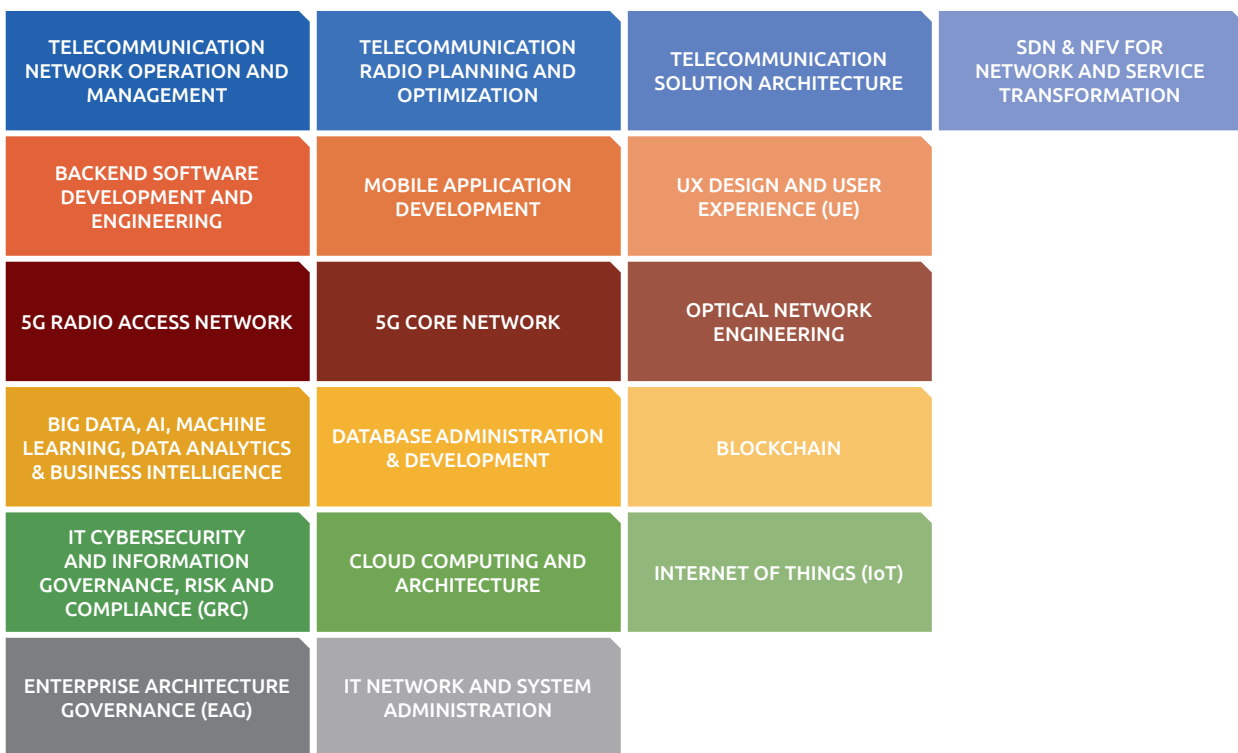 TELECOMMUNICATION
NETWORK OPERATION AND
MANAGEMENT
TELECOMMUNICATION
RADIO PLANNING AND
OPTIMIZATION
TELECOMMUNICATION
SOLUTION ARCHITECTURE
SDN & NFV FOR
NETWORK AND SERVICE
TRANSFORMATION
BACKEND SOFTWARE
DEVELOPMENT AND
ENGINEERING
MOBILE APPLICATION
DEVELOPMENT
UX DESIGN AND USER
EXPERIENCE (UE)
5G RADIO ACCESS NETWORK
5G CORE NETWORK
OPTICAL NETWORK
ENGINEERING
BIG DATA, AI, MACHINE
LEARNING, DATA ANALYTICS
& BUSINESS INTELLIGENCE
DATABASE ADMINISTRATION
& DEVELOPMENT
BLOCKCHAIN
IT CYBERSECURITY
AND INFORMATION
GOVERNANCE, RISK AND
COMPLIANCE (GRC)
CLOUD COMPUTING AND
ARCHITECTURE
INTERNET OF THINGS (IoT)
ENTERPRISE ARCHITECTURE
GOVERNANCE (EAG)
IT NETWORK AND SYSTEM
ADMINISTRATION